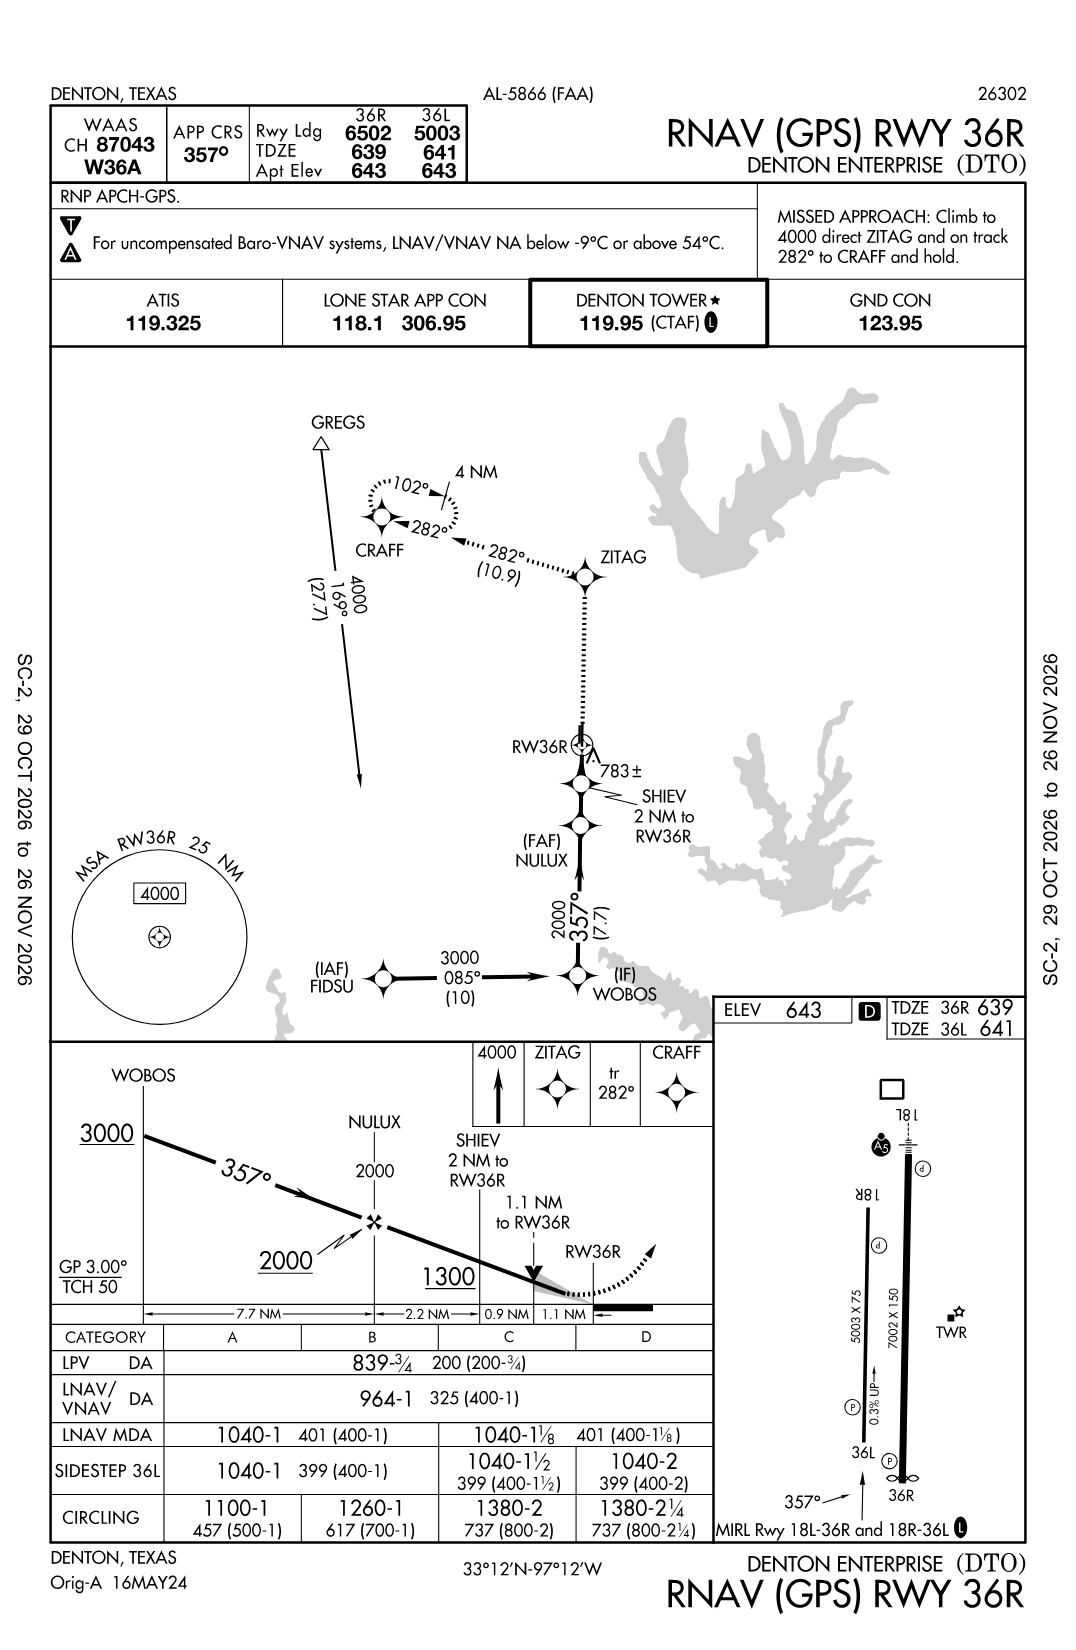 DENTON, TEXAS
AL-5866 (FAA)
26302
WAAS
CH 87043
W36A
APP CRS
357°
36R 36L
Rwy Ldg 6502 5003
TDZE 639 641
Apt Elev 643 643
RNAV (GPS) RWY 36R
DENTON ENTERPRISE (DTO)
RNP APCH-GPS.
T
A
For uncompensated Baro-VNAV systems, LNAV/VNAV NA below -9°C or above 54°C.
MISSED APPROACH: Climb to
4000 direct ZITAG and on track
282° to CRAFF and hold.
ATIS
119.325
LONE STAR APP CON
118.1 306.95
DENTON TOWER★
119.95 (CTAF) L
GND CON
123.95
GREGS
4 NM
102°
282°
CRAFF
282°
(10.9)
ZITAG
4000
169°
(27.7)
RW36R
783±
SHIEV
2 NM to
RW36R
(FAF)
NULUX
2000
357°
(7.7)
MSA RW36R 25 NM
4000
(IAF)
FIDSU
3000
085°
(10)
(IF)
WOBOS
SC-2, 29 OCT 2026 to 26 NOV 2026
SC-2, 29 OCT 2026 to 26 NOV 2026
ELEV 643
D
TDZE 36R 639
TDZE 36L 641
18L
A5
P
18R
P
5003 X 75
7002 X 150
TWR
0.3% UP
P
36L
P
36R
357°
MIRL Rwy 18L-36R and 18R-36L L
4000
ZITAG
tr
282°
CRAFF
WOBOS
3000
357°
NULUX
2000
2000
SHIEV
2 NM to
RW36R
1.1 NM
to RW36R
RW36R
1300
GP 3.00°
TCH 50
7.7 NM
2.2 NM
0.9 NM
1.1 NM
CATEGORY A B C D
LPV DA 839-¾ 200 (200-¾)
LNAV/
VNAV DA 964-1 325 (400-1)
LNAV MDA 1040-1 401 (400-1) 1040-1⅛ 401 (400-1⅛)
SIDESTEP 36L 1040-1 399 (400-1) 1040-1½ 1040-2
399 (400-1½) 399 (400-2)
CIRCLING 1100-1 1260-1 1380-2 1380-2¼
457 (500-1) 617 (700-1) 737 (800-2) 737 (800-2¼)
DENTON, TEXAS
Orig-A 16MAY24
33°12'N-97°12'W
DENTON ENTERPRISE (DTO)
RNAV (GPS) RWY 36R